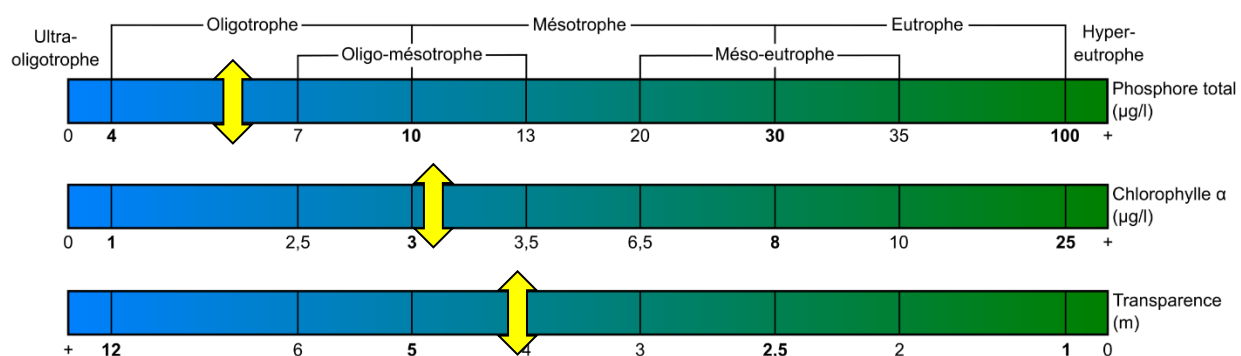 Ultra-
oligotrophe
Oligotrophe
Mésotrophe
Eutrophe
Hyper-
eutrophe
Oligo-mésotrophe
Méso-eutrophe
Phosphore total
(µg/l)
0 4 7 10 13 20 30 35 100 +
Chlorophylle α
(µg/l)
0 1 2,5 3 3,5 6,5 8 10 25 +
Transparence
(m)
+ 12 6 5 4 3 2.5 2 1 0